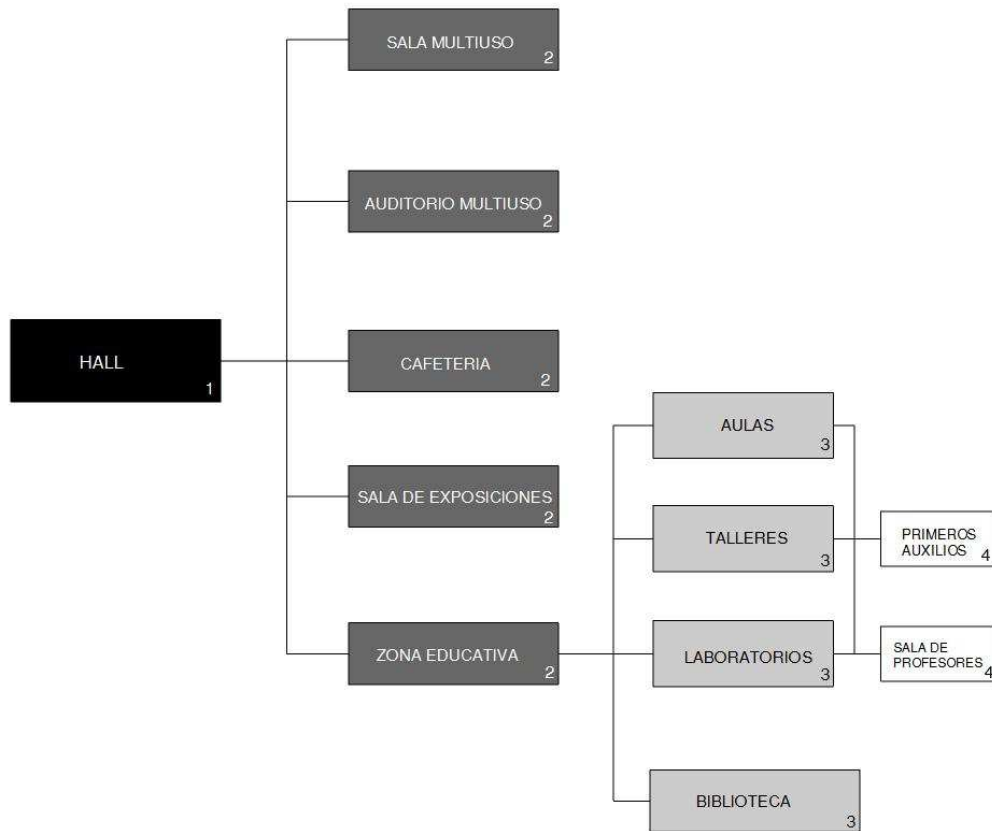 SALA MULTIUSO
2
AUDITORIO MULTIUSO
2
HALL
1
CAFETERIA
2
SALA DE EXPOSICIONES
2
ZONA EDUCATIVA
2
AULAS
3
TALLERES
3
LABORATORIOS
3
BIBLIOTECA
3
PRIMEROS
AUXILIOS
4
SALA DE
PROFESORES
4